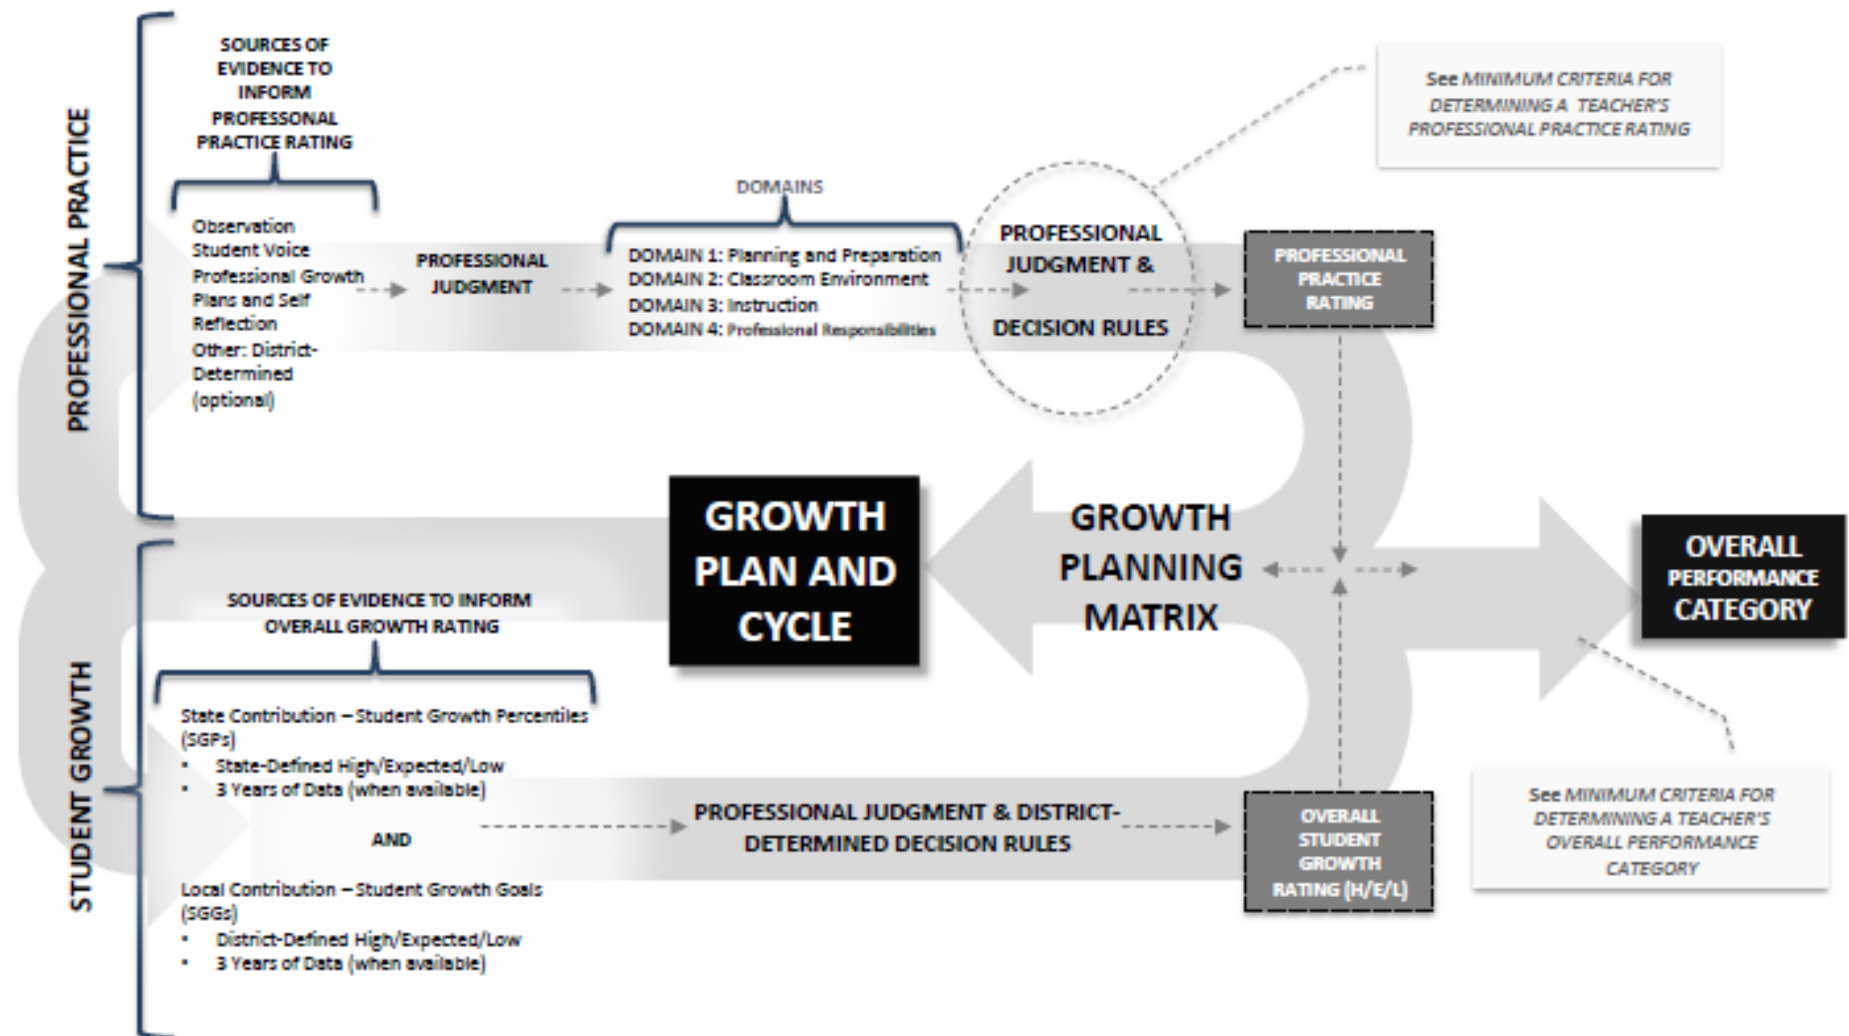 PROFESSIONAL PRACTICE
SOURCES OF
EVIDENCE TO
INFORM
PROFESSIONAL
PRACTICE RATING
Observation
Student Voice
Professional Growth
Plans and Self
Reflection
Other: District-
Determined
(optional)
PROFESSIONAL
JUDGMENT
DOMAINS
DOMAIN 1: Planning and Preparation
DOMAIN 2: Classroom Environment
DOMAIN 3: Instruction
DOMAIN 4: Professional Responsibilities
PROFESSIONAL
JUDGMENT &
DECISION RULES
See MINIMUM CRITERIA FOR
DETERMINING A TEACHER'S
PROFESSIONAL PRACTICE RATING
PROFESSIONAL
PRACTICE
RATING
GROWTH
PLAN AND
CYCLE
GROWTH
PLANNING
MATRIX
OVERALL
PERFORMANCE
CATEGORY
STUDENT GROWTH
SOURCES OF EVIDENCE TO INFORM
OVERALL GROWTH RATING
State Contribution – Student Growth Percentiles
(SGPs)
▪ State-Defined High/Expected/Low
▪ 3 Years of Data (when available)
AND
Local Contribution – Student Growth Goals
(SGGs)
▪ District-Defined High/Expected/Low
▪ 3 Years of Data (when available)
PROFESSIONAL JUDGMENT & DISTRICT-
DETERMINED DECISION RULES
OVERALL
STUDENT
GROWTH
RATING (H/E/L)
See MINIMUM CRITERIA FOR
DETERMINING A TEACHER'S
OVERALL PERFORMANCE
CATEGORY